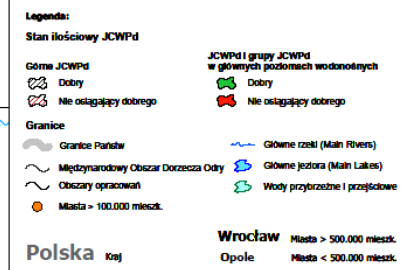 Legenda:
Stan ilościowy JCWPd
Górne JCWPd
Dobry
Nie osiągający dobrego
JCWPd i grupy JCWPd
w głównych poziomach wodonośnych
Dobry
Nie osiągający dobrego
Granice
Granice Państw
Międzynarodowy Obszar Dorzecza Odry
Obszary opracowań
Miasta > 100.000 mieszk.
Główne rzeki (Main Rivers)
Główne jeziora (Main Lakes)
Wody przybrzeżne i przejściowe
Polska Kraj
Wrocław Miasta > 500.000 mieszk.
Opole Miasta < 500.000 mieszk.